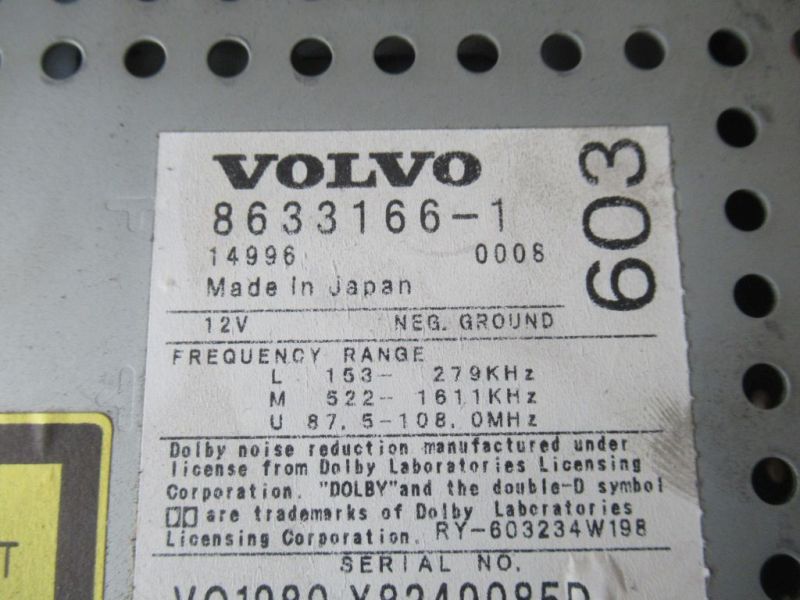 VOLVO
603
8633166-1
14996 0008
Made in Japan
12V NEG. GROUND
FREQUENCY RANGE
L 153- 279KHz
M 522- 1611KHz
U 87.5-108.0MHz
Dolby noise reduction manufactured under
license from Dolby Laboratories Licensing
Corporation. "DOLBY"and the double-D symbol
are trademarks of Dolby Laboratories
Licensing Corporation. RY-603234W198
SERIAL NO.